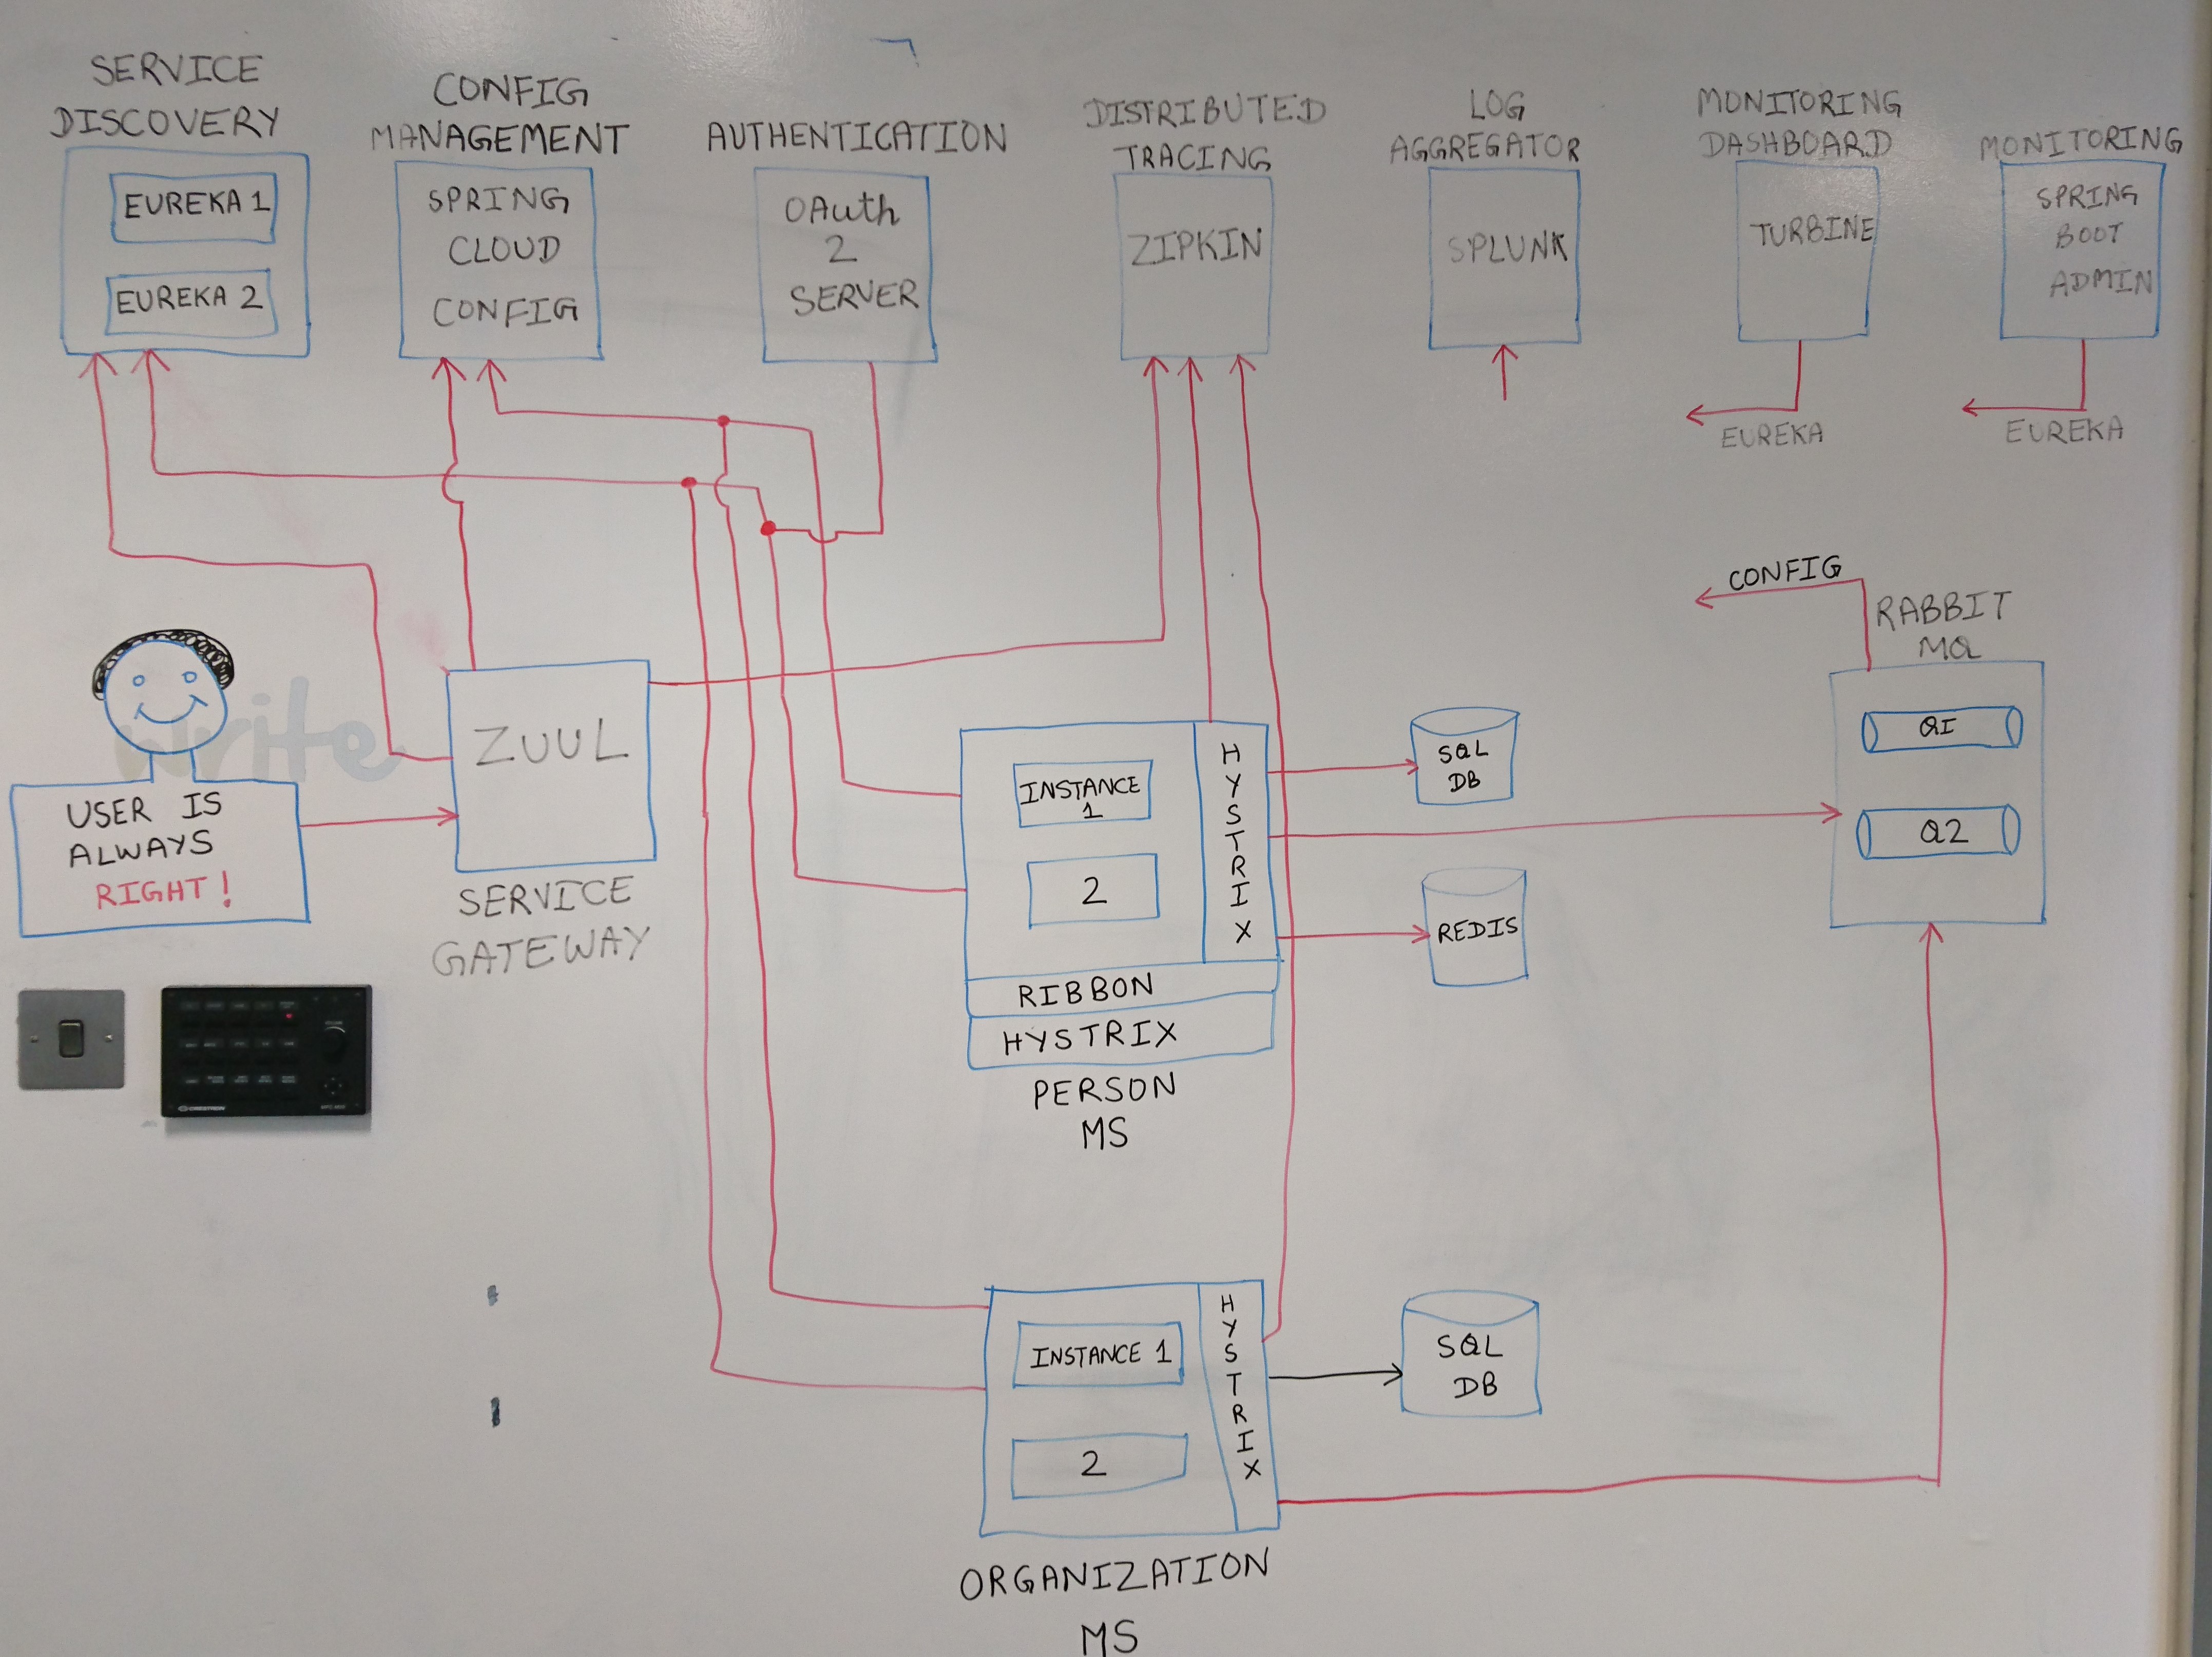 SERVICE
DISCOVERY
EUREKA 1
EUREKA 2
CONFIG
MANAGEMENT
SPRING
CLOUD
CONFIG
AUTHENTICATION
OAuth
2
SERVER
DISTRIBUTED
TRACING
ZIPKIN
LOG
AGGREGATOR
SPLUNK
MONITORING
DASHBOARD
TURBINE
EUREKA
MONITORING
SPRING
BOOT
ADMIN
EUREKA
CONFIG
RABBIT
MQ
Q1
Q2
write
USER IS
ALWAYS
RIGHT!
ZUUL
SERVICE
GATEWAY
INSTANCE
1
2
HYSTRIX
RIBBON
HYSTRIX
PERSON
MS
SQL
DB
REDIS
CRESTRON
INSTANCE 1
2
HYSTRIX
SQL
DB
ORGANIZATION
MS